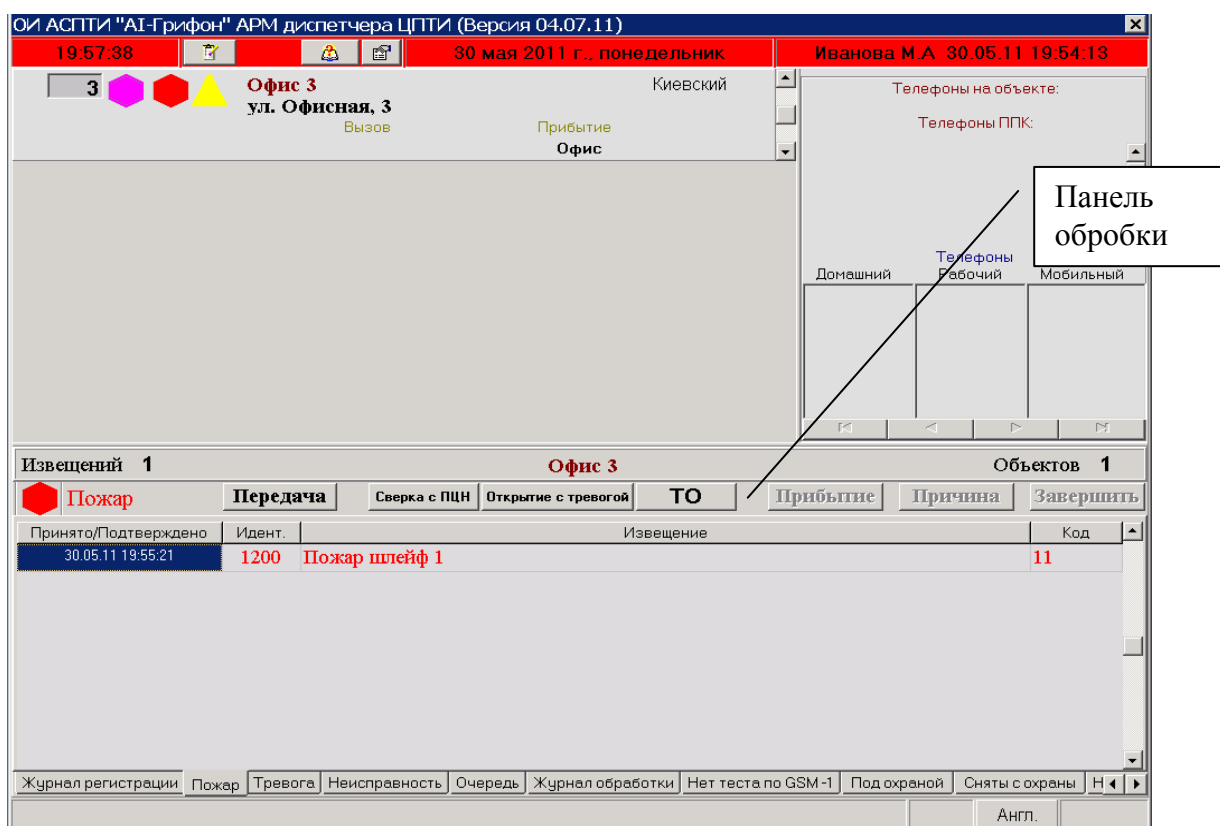 ОИ АСПТИ "AI-Грифон" АРМ диспетчера ЦПТИ (Версия 04.07.11)
19:57:38 30 мая 2011 г., понедельник Иванова М.А 30.05.11 19:54:13
3 Офис 3 Киевский
ул. Офисная, 3
Вызов Прибытие
Офис
Телефоны на объекте:
Телефоны ППК:
Панель
обробки
Телефоны
Домашний Рабочий Мобильный
Извещений 1 Офис 3 Объектов 1
Пожар Передача Сверка с ПЦН Открытие с тревогой ТО Прибытие Причина Завершить
Принято/Подтверждено Идент. Извещение Код
30.05.11 19:55:21 1200 Пожар шлейф 1 11
Журнал регистрации Пожар Тревога Неисправность Очередь Журнал обработки Нет теста по GSM-1 Под охраной Сняты с охраны Н
Англ.